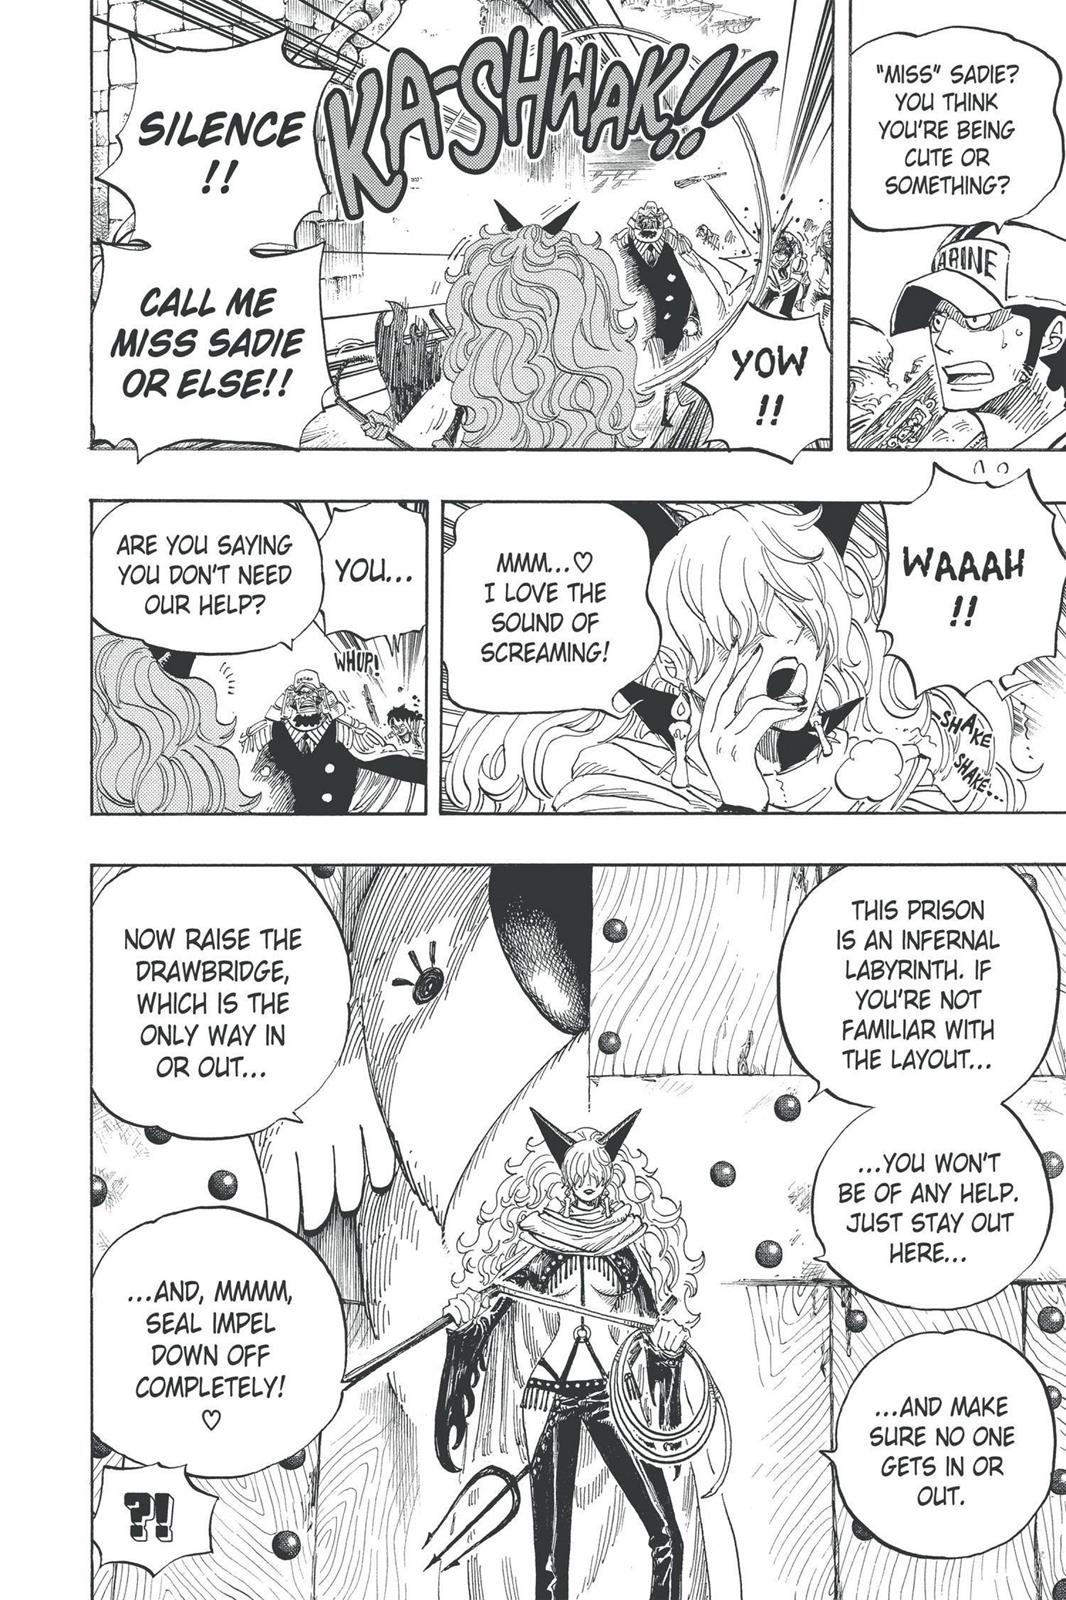 "MISS" SADIE?
YOU THINK
YOU'RE BEING
CUTE OR
SOMETHING?
ARINE
KA-SHWAK!!
YOW
!!
SILENCE
!!
CALL ME
MISS SADIE
OR ELSE!!
WAAAH
!!
SHAKE
SHAKE...
MMM...♡
I LOVE THE
SOUND OF
SCREAMING!
YOU...
WHUP!
ARE YOU SAYING
YOU DON'T NEED
OUR HELP?
THIS PRISON
IS AN INFERNAL
LABYRINTH. IF
YOU'RE NOT
FAMILIAR WITH
THE LAYOUT...
...YOU WON'T
BE OF ANY HELP.
JUST STAY OUT
HERE...
...AND MAKE
SURE NO ONE
GETS IN OR
OUT.
NOW RAISE THE
DRAWBRIDGE,
WHICH IS THE
ONLY WAY IN
OR OUT...
...AND, MMMM,
SEAL IMPEL
DOWN OFF
COMPLETELY!
♡
?!